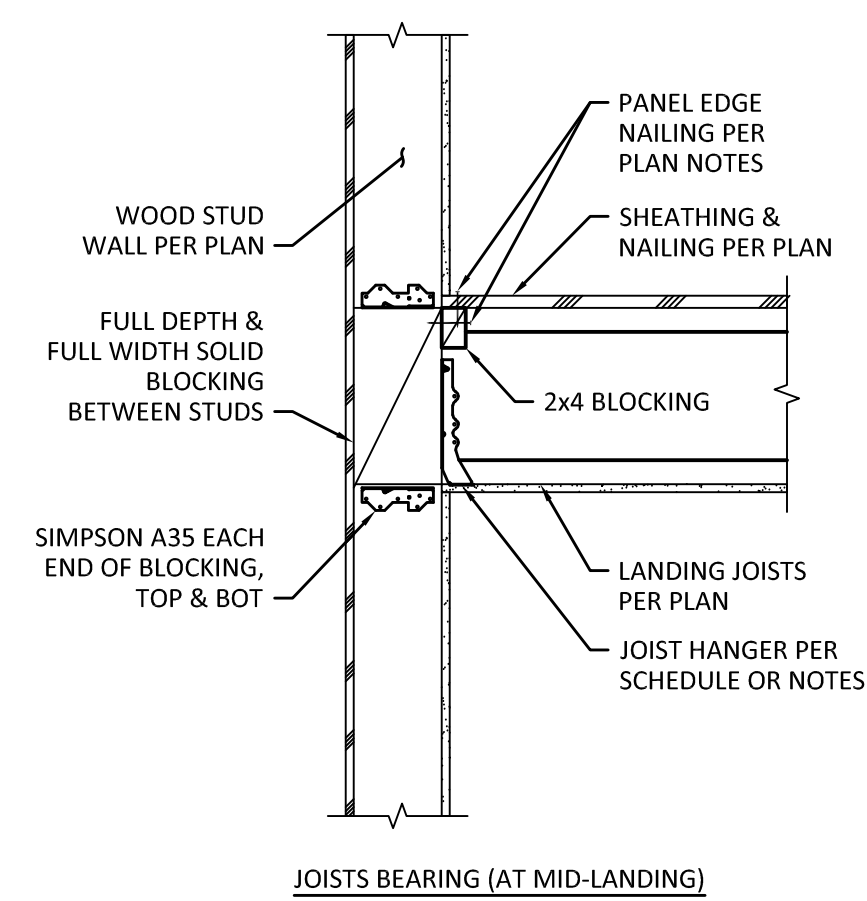 PANEL EDGE
NAILING PER
PLAN NOTES
WOOD STUD
WALL PER PLAN
SHEATHING &
NAILING PER PLAN
FULL DEPTH &
FULL WIDTH SOLID
BLOCKING
BETWEEN STUDS
2x4 BLOCKING
SIMPSON A35 EACH
END OF BLOCKING,
TOP & BOT
LANDING JOISTS
PER PLAN
JOIST HANGER PER
SCHEDULE OR NOTES
JOISTS BEARING (AT MID-LANDING)